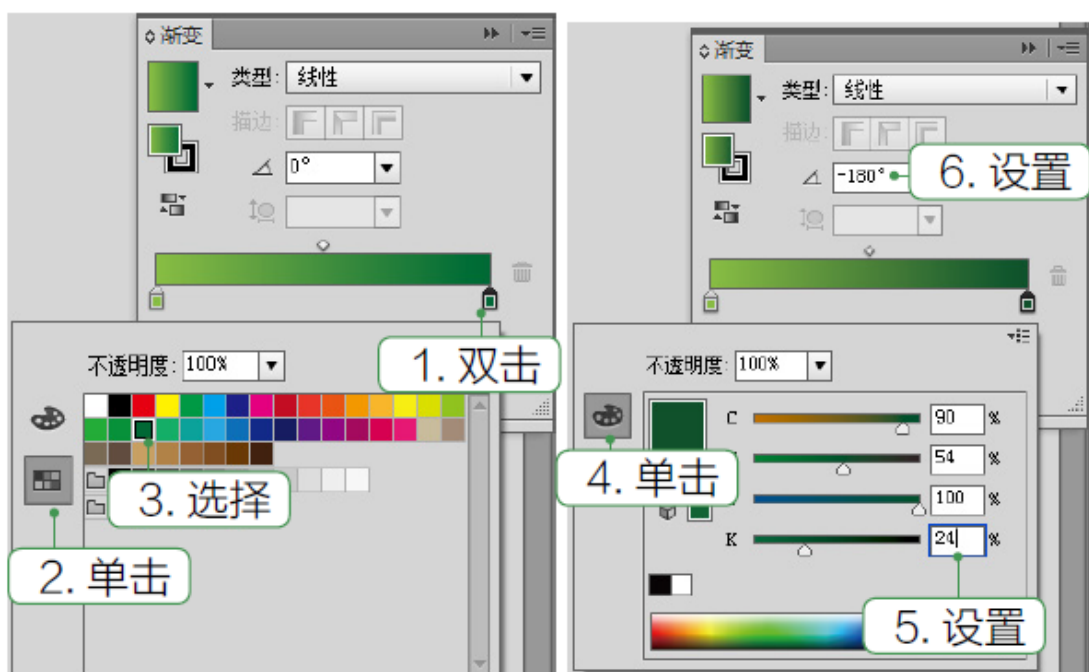 渐变
类型: 线性
描边:
0°
1. 双击
不透明度: 100%
3. 选择
2. 单击
渐变
类型: 线性
描边:
-180°
6. 设置
不透明度: 100%
C 90 %
4. 单击
54 %
100 %
K 24 %
5. 设置